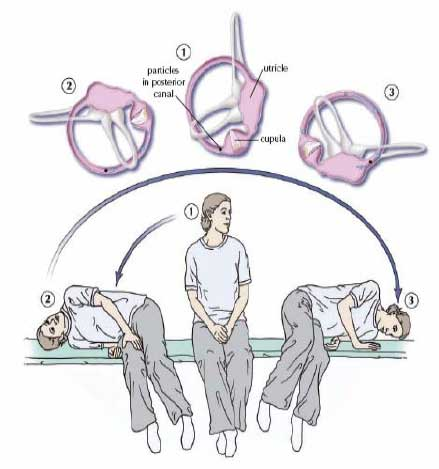 1
2
3
particles
in posterior
canal
utricle
cupula
1
2
3